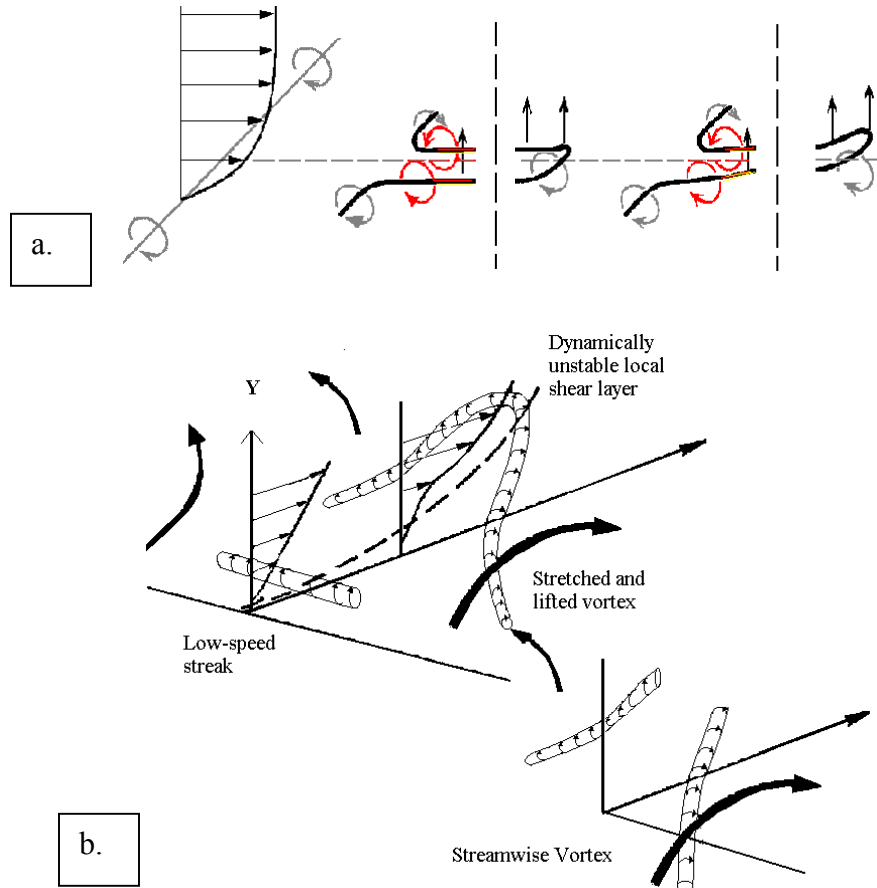 a.
Dynamically
unstable local
shear layer
Y
Stretched and
lifted vortex
Low-speed
streak
b.
Streamwise Vortex